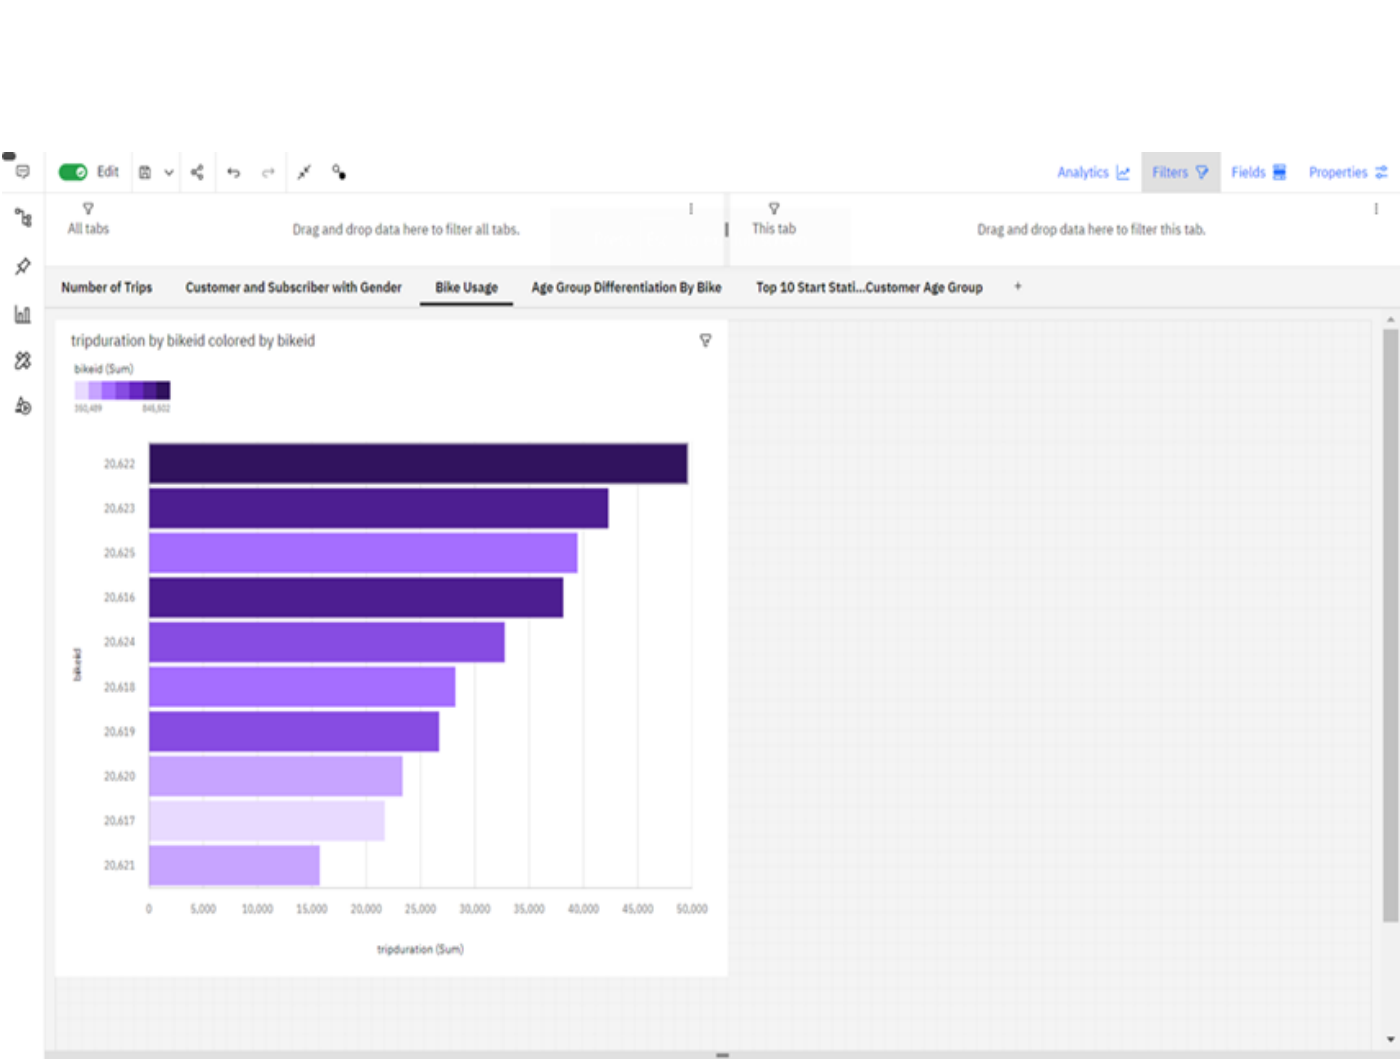 Edit
Analytics
Filters
Fields
Properties
All tabs
Drag and drop data here to filter all tabs.
This tab
Drag and drop data here to filter this tab.
Number of Trips
Customer and Subscriber with Gender
Bike Usage
Age Group Differentiation By Bike
Top 10 Start Stati...Customer Age Group
+
tripduration by bikeid colored by bikeid
bikeid (Sum)
350,489 846,502
20,622
20,623
20,625
20,616
20,624
bikeid
20,618
20,619
20,620
20,617
20,621
0 5,000 10,000 15,000 20,000 25,000 30,000 35,000 40,000 45,000 50,000
tripduration (Sum)